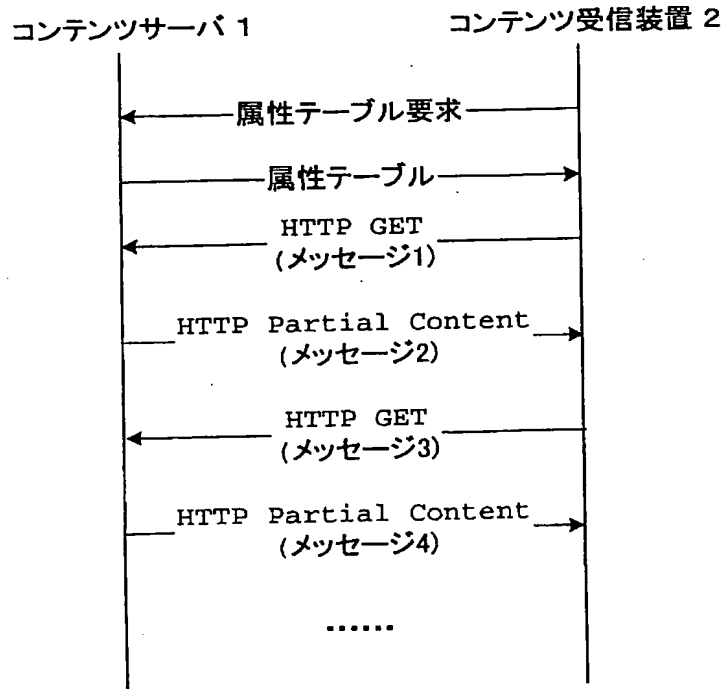 コンテンツサーバ 1
コンテンツ受信装置 2
属性テーブル要求
属性テーブル
HTTP GET
(メッセージ1)
HTTP Partial Content
(メッセージ2)
HTTP GET
(メッセージ3)
HTTP Partial Content
(メッセージ4)
......